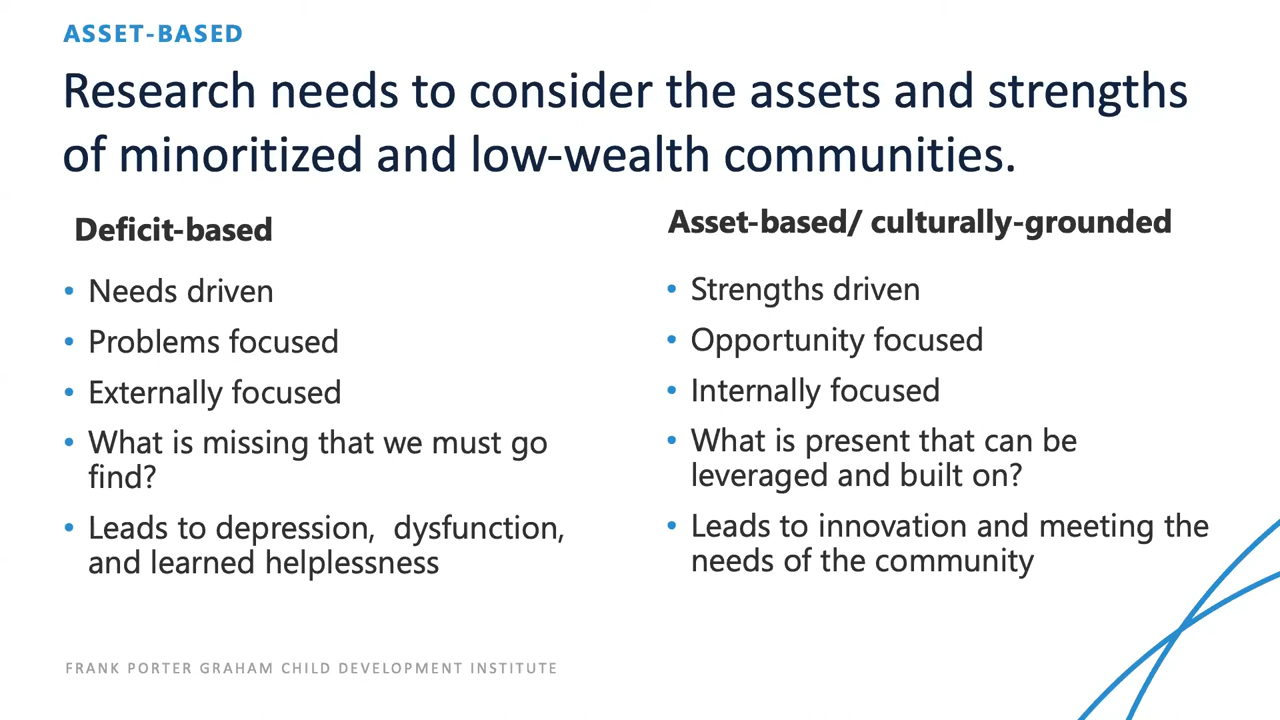 ASSET-BASED
Research needs to consider the assets and strengths
of minoritized and low-wealth communities.
Deficit-based
• Needs driven
• Problems focused
• Externally focused
• What is missing that we must go
find?
• Leads to depression,  dysfunction,
and learned helplessness
Asset-based/ culturally-grounded
• Strengths driven
• Opportunity focused
• Internally focused
• What is present that can be
leveraged and built on?
• Leads to innovation and meeting the
needs of the community
FRANK PORTER GRAHAM CHILD DEVELOPMENT INSTITUTE